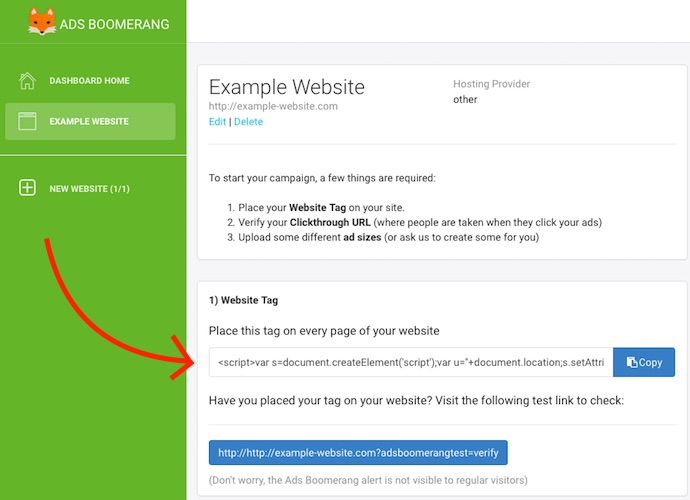 ADS BOOMERANG
DASHBOARD HOME
EXAMPLE WEBSITE
NEW WEBSITE (1/1)
Example Website
http://example-website.com
Edit | Delete
Hosting Provider
other
To start your campaign, a few things are required:
1. Place your Website Tag on your site.
2. Verify your Clickthrough URL (where people are taken when they click your ads)
3. Upload some different ad sizes (or ask us to create some for you)
1) Website Tag
Place this tag on every page of your website
<script>var s=document.createElement('script');var u=''+document.location;s.setAttri
Copy
Have you placed your tag on your website? Visit the following test link to check:
http://http://example-website.com?adsboomerangtest=verify
(Don't worry, the Ads Boomerang alert is not visible to regular visitors)